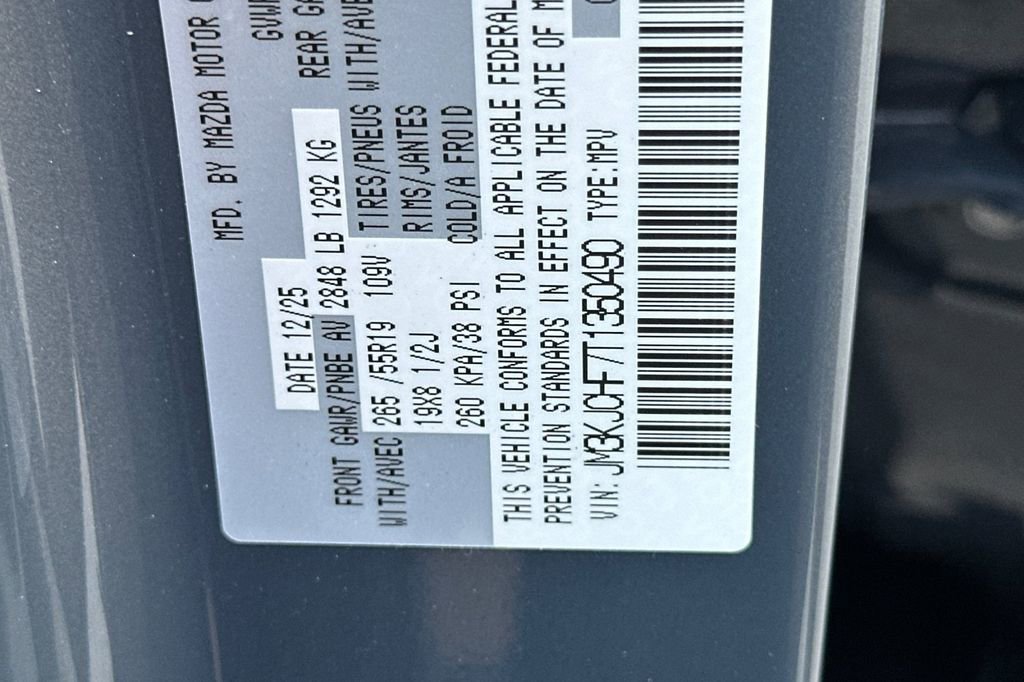 MFD. BY MAZDA MOTOR
DATE 12/25 GVWR
FRONT GAWR/PNBE AV 2848 LB 1292 KG REAR GA
WITH/AVEC 265 /55R19 109V TIRES/PNEUS WITH/AVE
19X8 1/2J RIMS/JANTES
260 KPA/38 PSI COLD/A FROID
THIS VEHICLE CONFORMS TO ALL APPLICABLE FEDERAL
PREVENTION STANDARDS IN EFFECT ON THE DATE OF M
VIN: JM3KJCHF7T1350490 TYPE:MPV